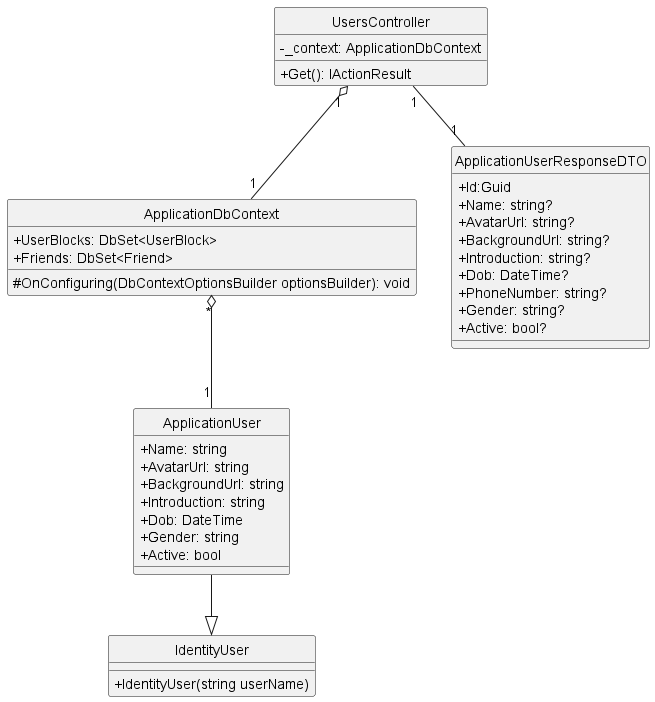 UsersController
-_context: ApplicationDbContext
+Get(): IActionResult
1
1
1
1
ApplicationUserResponseDTO
+Id:Guid
+Name: string?
+AvatarUrl: string?
+BackgroundUrl: string?
+Introduction: string?
+Dob: DateTime?
+PhoneNumber: string?
+Gender: string?
+Active: bool?
ApplicationDbContext
+UserBlocks: DbSet<UserBlock>
+Friends: DbSet<Friend>
#OnConfiguring(DbContextOptionsBuilder optionsBuilder): void
*
1
ApplicationUser
+Name: string
+AvatarUrl: string
+BackgroundUrl: string
+Introduction: string
+Dob: DateTime
+Gender: string
+Active: bool
IdentityUser
+IdentityUser(string userName)